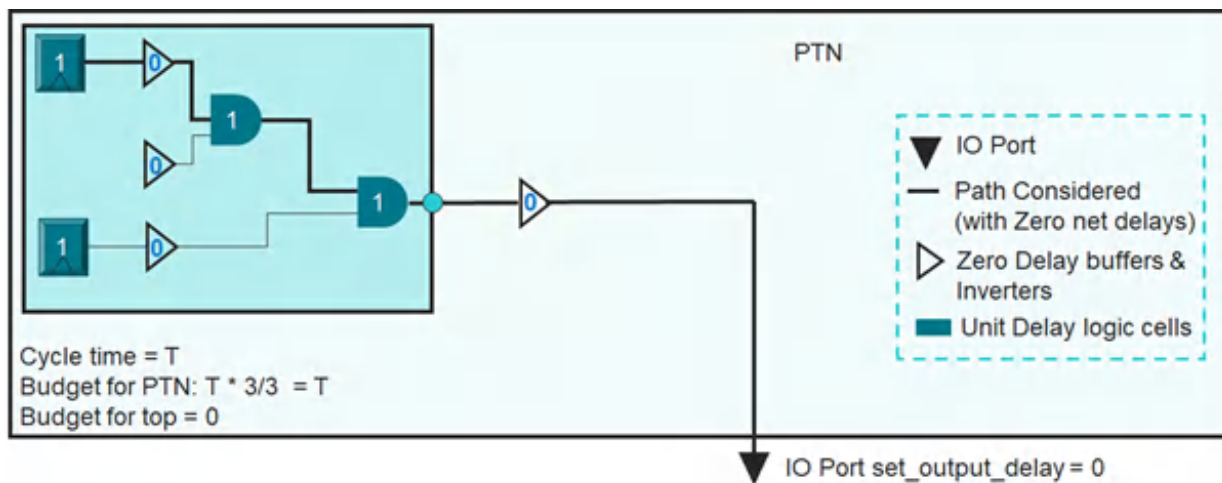 PTN
1
0
1
0
1
0
1
0
IO Port
Path Considered
(with Zero net delays)
Zero Delay buffers &
Inverters
Unit Delay logic cells
Cycle time = T
Budget for PTN: T * 3/3 = T
Budget for top = 0
IO Port set_output_delay = 0